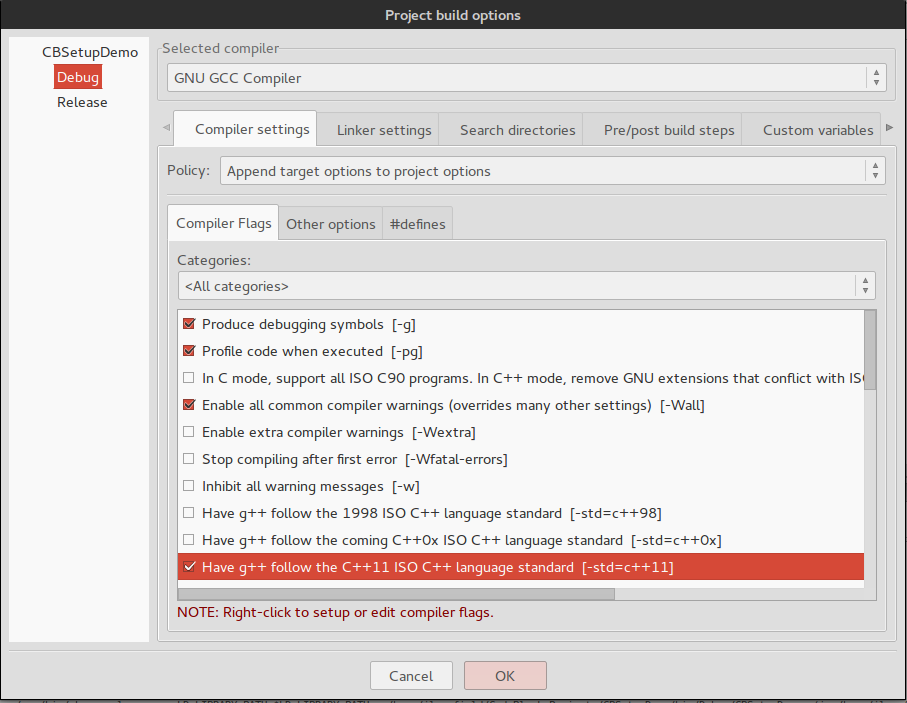 Project build options
CBSetupDemo
Debug
Release
Selected compiler
GNU GCC Compiler
Compiler settings
Linker settings
Search directories
Pre/post build steps
Custom variables
Policy:
Append target options to project options
Compiler Flags
Other options
#defines
Categories:
<All categories>
Produce debugging symbols [-g]
Profile code when executed [-pg]
In C mode, support all ISO C90 programs. In C++ mode, remove GNU extensions that conflict with IS
Enable all common compiler warnings (overrides many other settings) [-Wall]
Enable extra compiler warnings [-Wextra]
Stop compiling after first error [-Wfatal-errors]
Inhibit all warning messages [-w]
Have g++ follow the 1998 ISO C++ language standard [-std=c++98]
Have g++ follow the coming C++0x ISO C++ language standard [-std=c++0x]
Have g++ follow the C++11 ISO C++ language standard [-std=c++11]
NOTE: Right-click to setup or edit compiler flags.
Cancel
OK